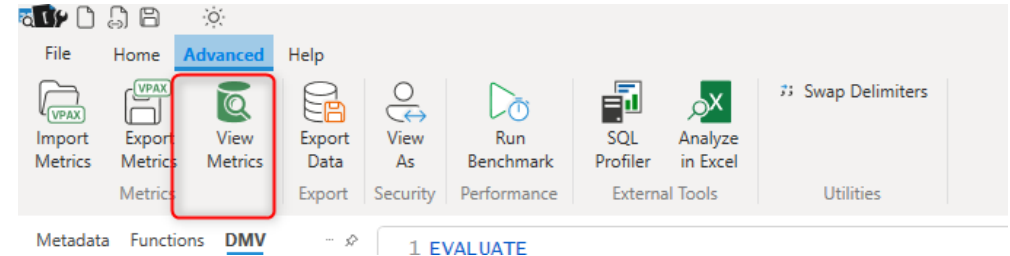 File Home Advanced Help
VPAX VPAX
Import Metrics Export Metrics View Metrics Export Data View As Run Benchmark SQL Profiler Analyze in Excel Swap Delimiters
Metrics Export Security Performance External Tools Utilities
Metadata Functions DMV
1 EVALUATE